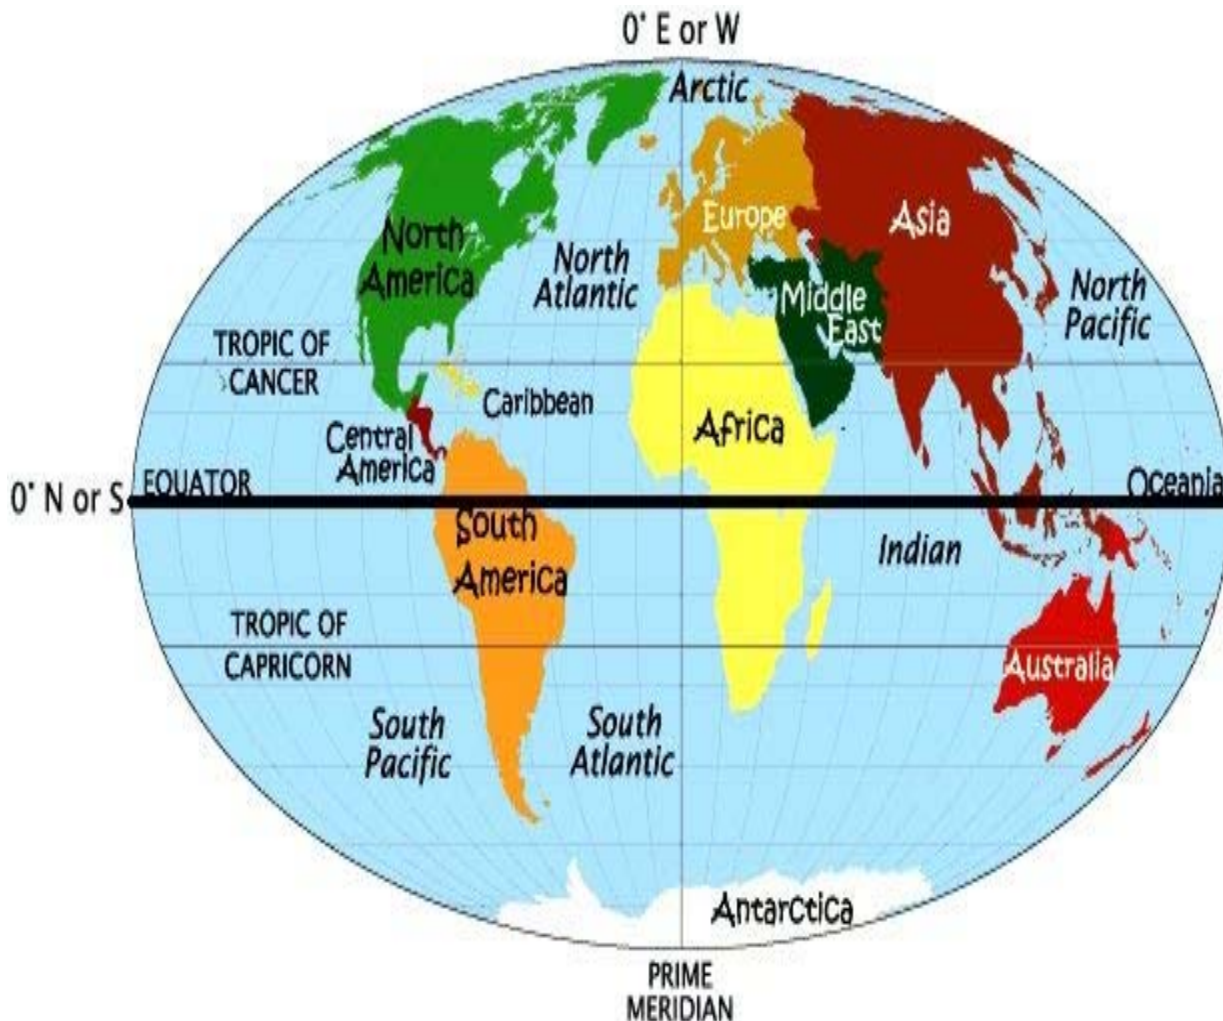 0° E or W
Arctic
North
America
Europe
Asia
North
Atlantic
Middle
East
North
Pacific
TROPIC OF
CANCER
Caribbean
Africa
Central
America
0° N or S
EQUATOR
Oceania
South
America
Indian
TROPIC OF
CAPRICORN
Australia
South
Pacific
South
Atlantic
Antarctica
PRIME
MERIDIAN